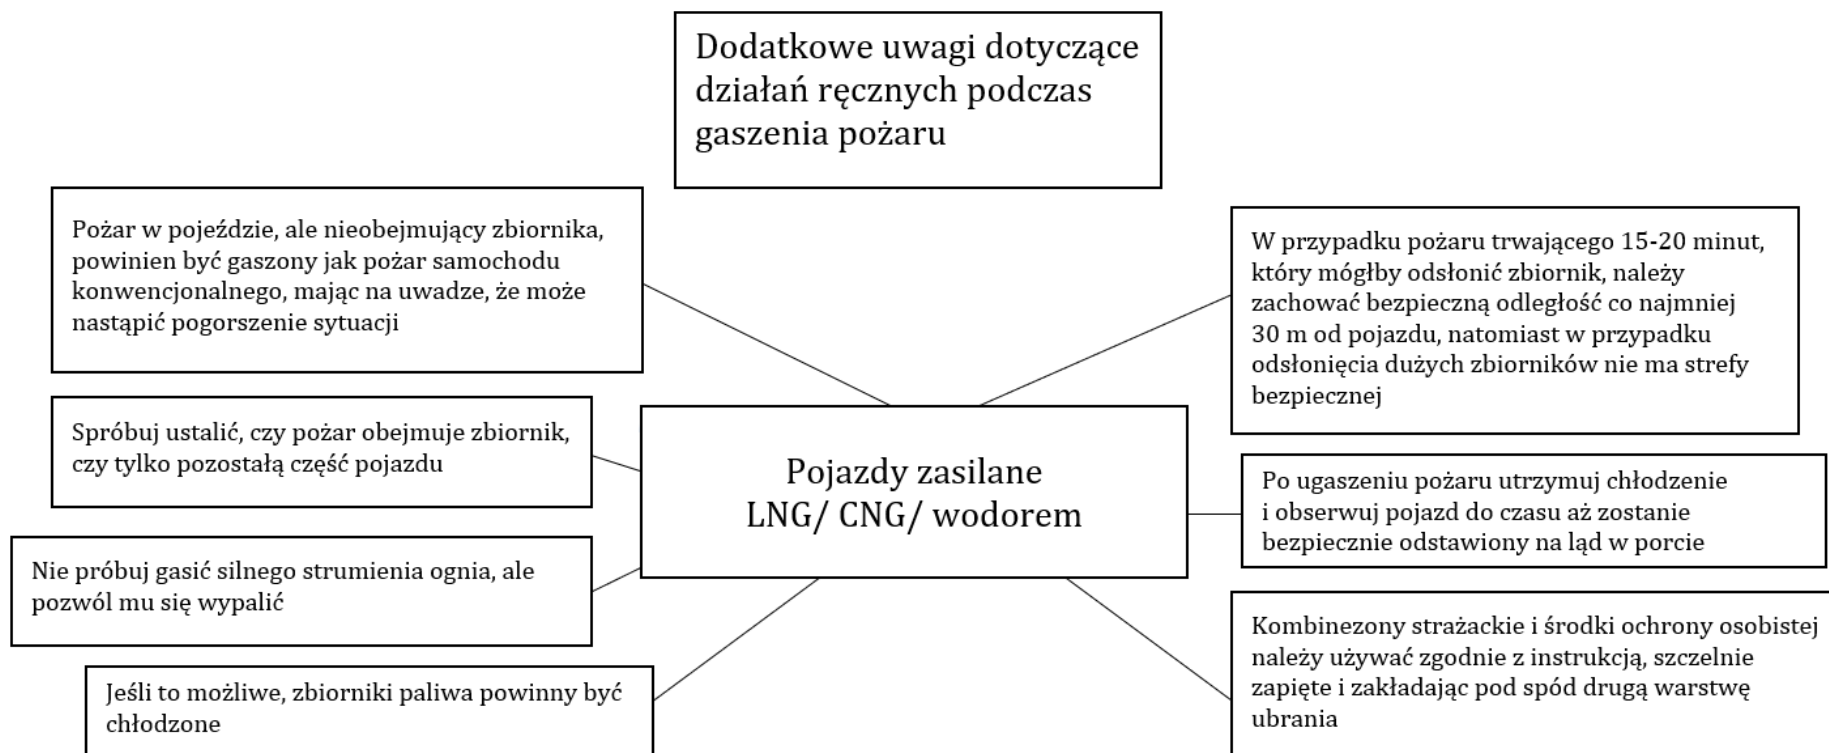 Dodatkowe uwagi dotyczące
działań ręcznych podczas
gaszenia pożaru
Pożar w pojeździe, ale nieobejmujący zbiornika,
powinien być gaszony jak pożar samochodu
konwencjonalnego, mając na uwadze, że może
nastąpić pogorszenie sytuacji
Spróbuj ustalić, czy pożar obejmuje zbiornik,
czy tylko pozostałą część pojazdu
Nie próbuj gasić silnego strumienia ognia, ale
pozwól mu się wypalić
Jeśli to możliwe, zbiorniki paliwa powinny być
chłodzone
Pojazdy zasilane
LNG/ CNG/ wodorem
W przypadku pożaru trwającego 15-20 minut,
który mógłby odsłonić zbiornik, należy
zachować bezpieczną odległość co najmniej
30 m od pojazdu, natomiast w przypadku
odsłonięcia dużych zbiorników nie ma strefy
bezpiecznej
Po ugaszeniu pożaru utrzymuj chłodzenie
i obserwuj pojazd do czasu aż zostanie
bezpiecznie odstawiony na ląd w porcie
Kombinezony strażackie i środki ochrony osobistej
należy używać zgodnie z instrukcją, szczelnie
zapięte i zakładając pod spód drugą warstwę
ubrania